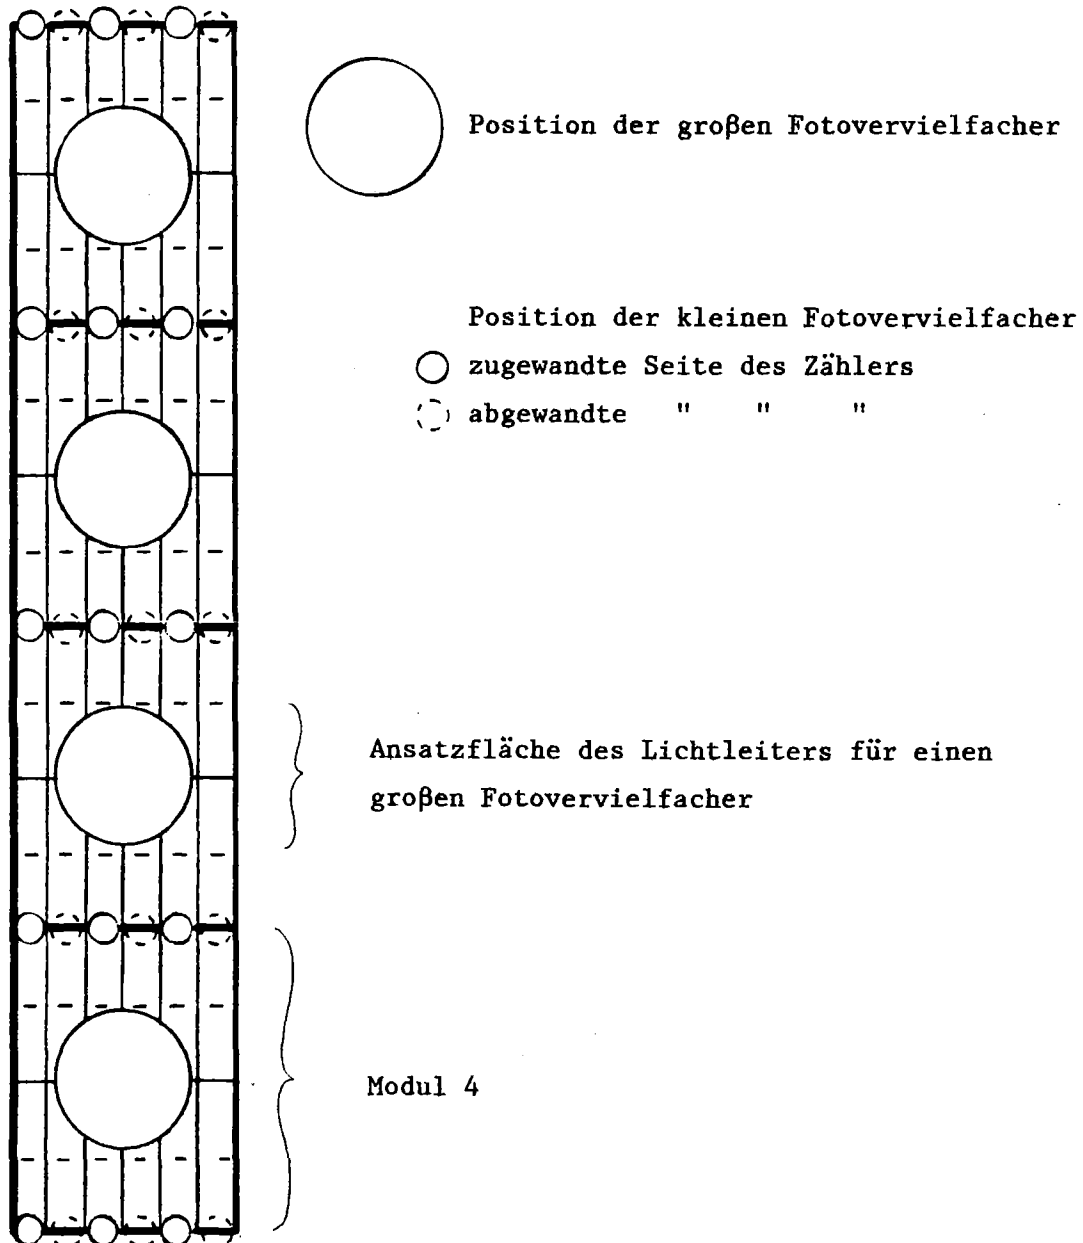 Position der großen Fotovervielfacher
Position der kleinen Fotovervielfacher
zugewandte Seite des Zählers
abgewandte " " "
Ansatzfläche des Lichtleiters für einen
großen Fotovervielfacher
Modul 4